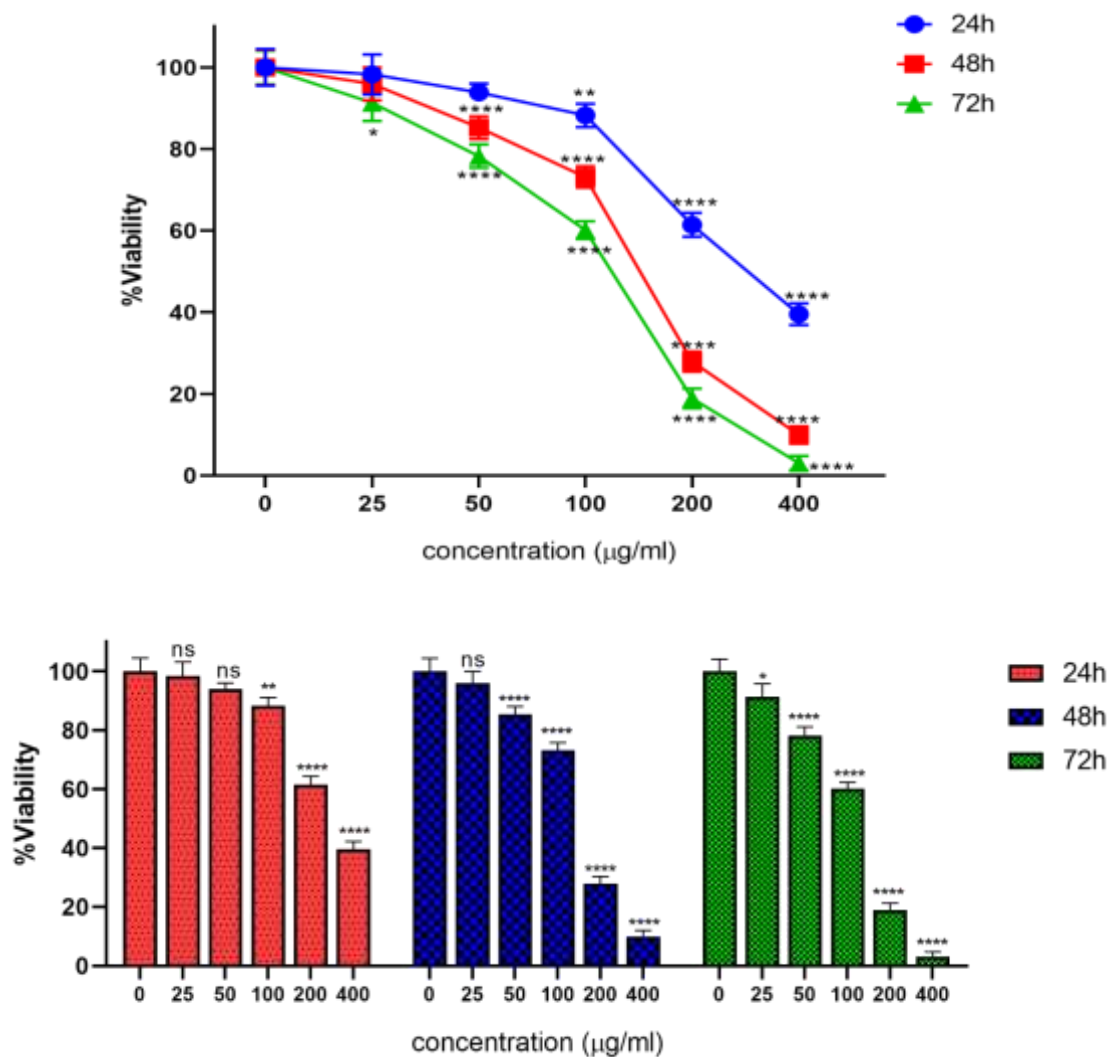 24h
48h
72h
%Viability
100
80
60
40
20
0
**
****
****
****
*
****
****
****
****
****
****
****
****
0 25 50 100 200 400
concentration (μg/ml)
%Viability
100
80
60
40
20
0
ns ns ** **** ****
ns **** **** **** ****
* **** **** **** ****
24h
48h
72h
0 25 50 100 200 400 0 25 50 100 200 400 0 25 50 100 200 400
concentration (μg/ml)